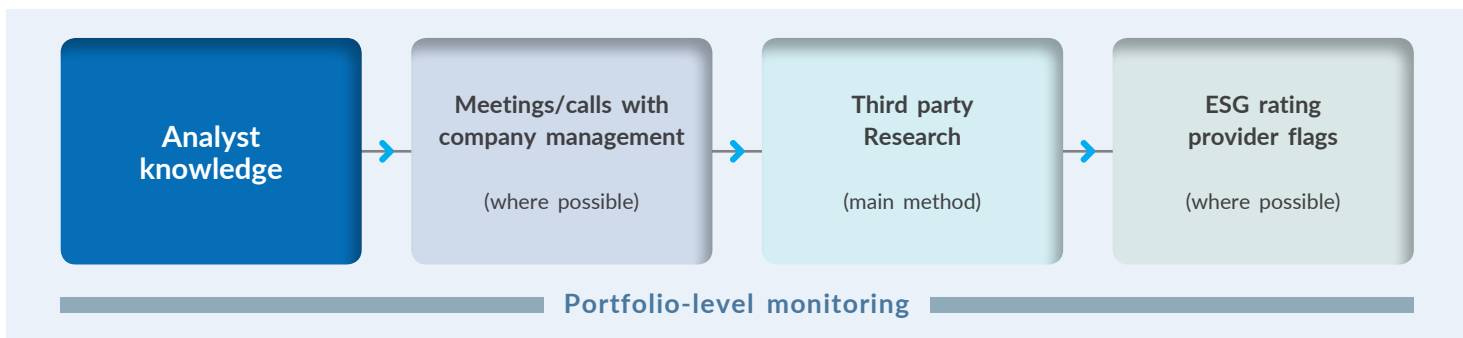 Analyst
knowledge
Meetings/calls with
company management
(where possible)
Third party
Research
(main method)
ESG rating
provider flags
(where possible)
Portfolio-level monitoring